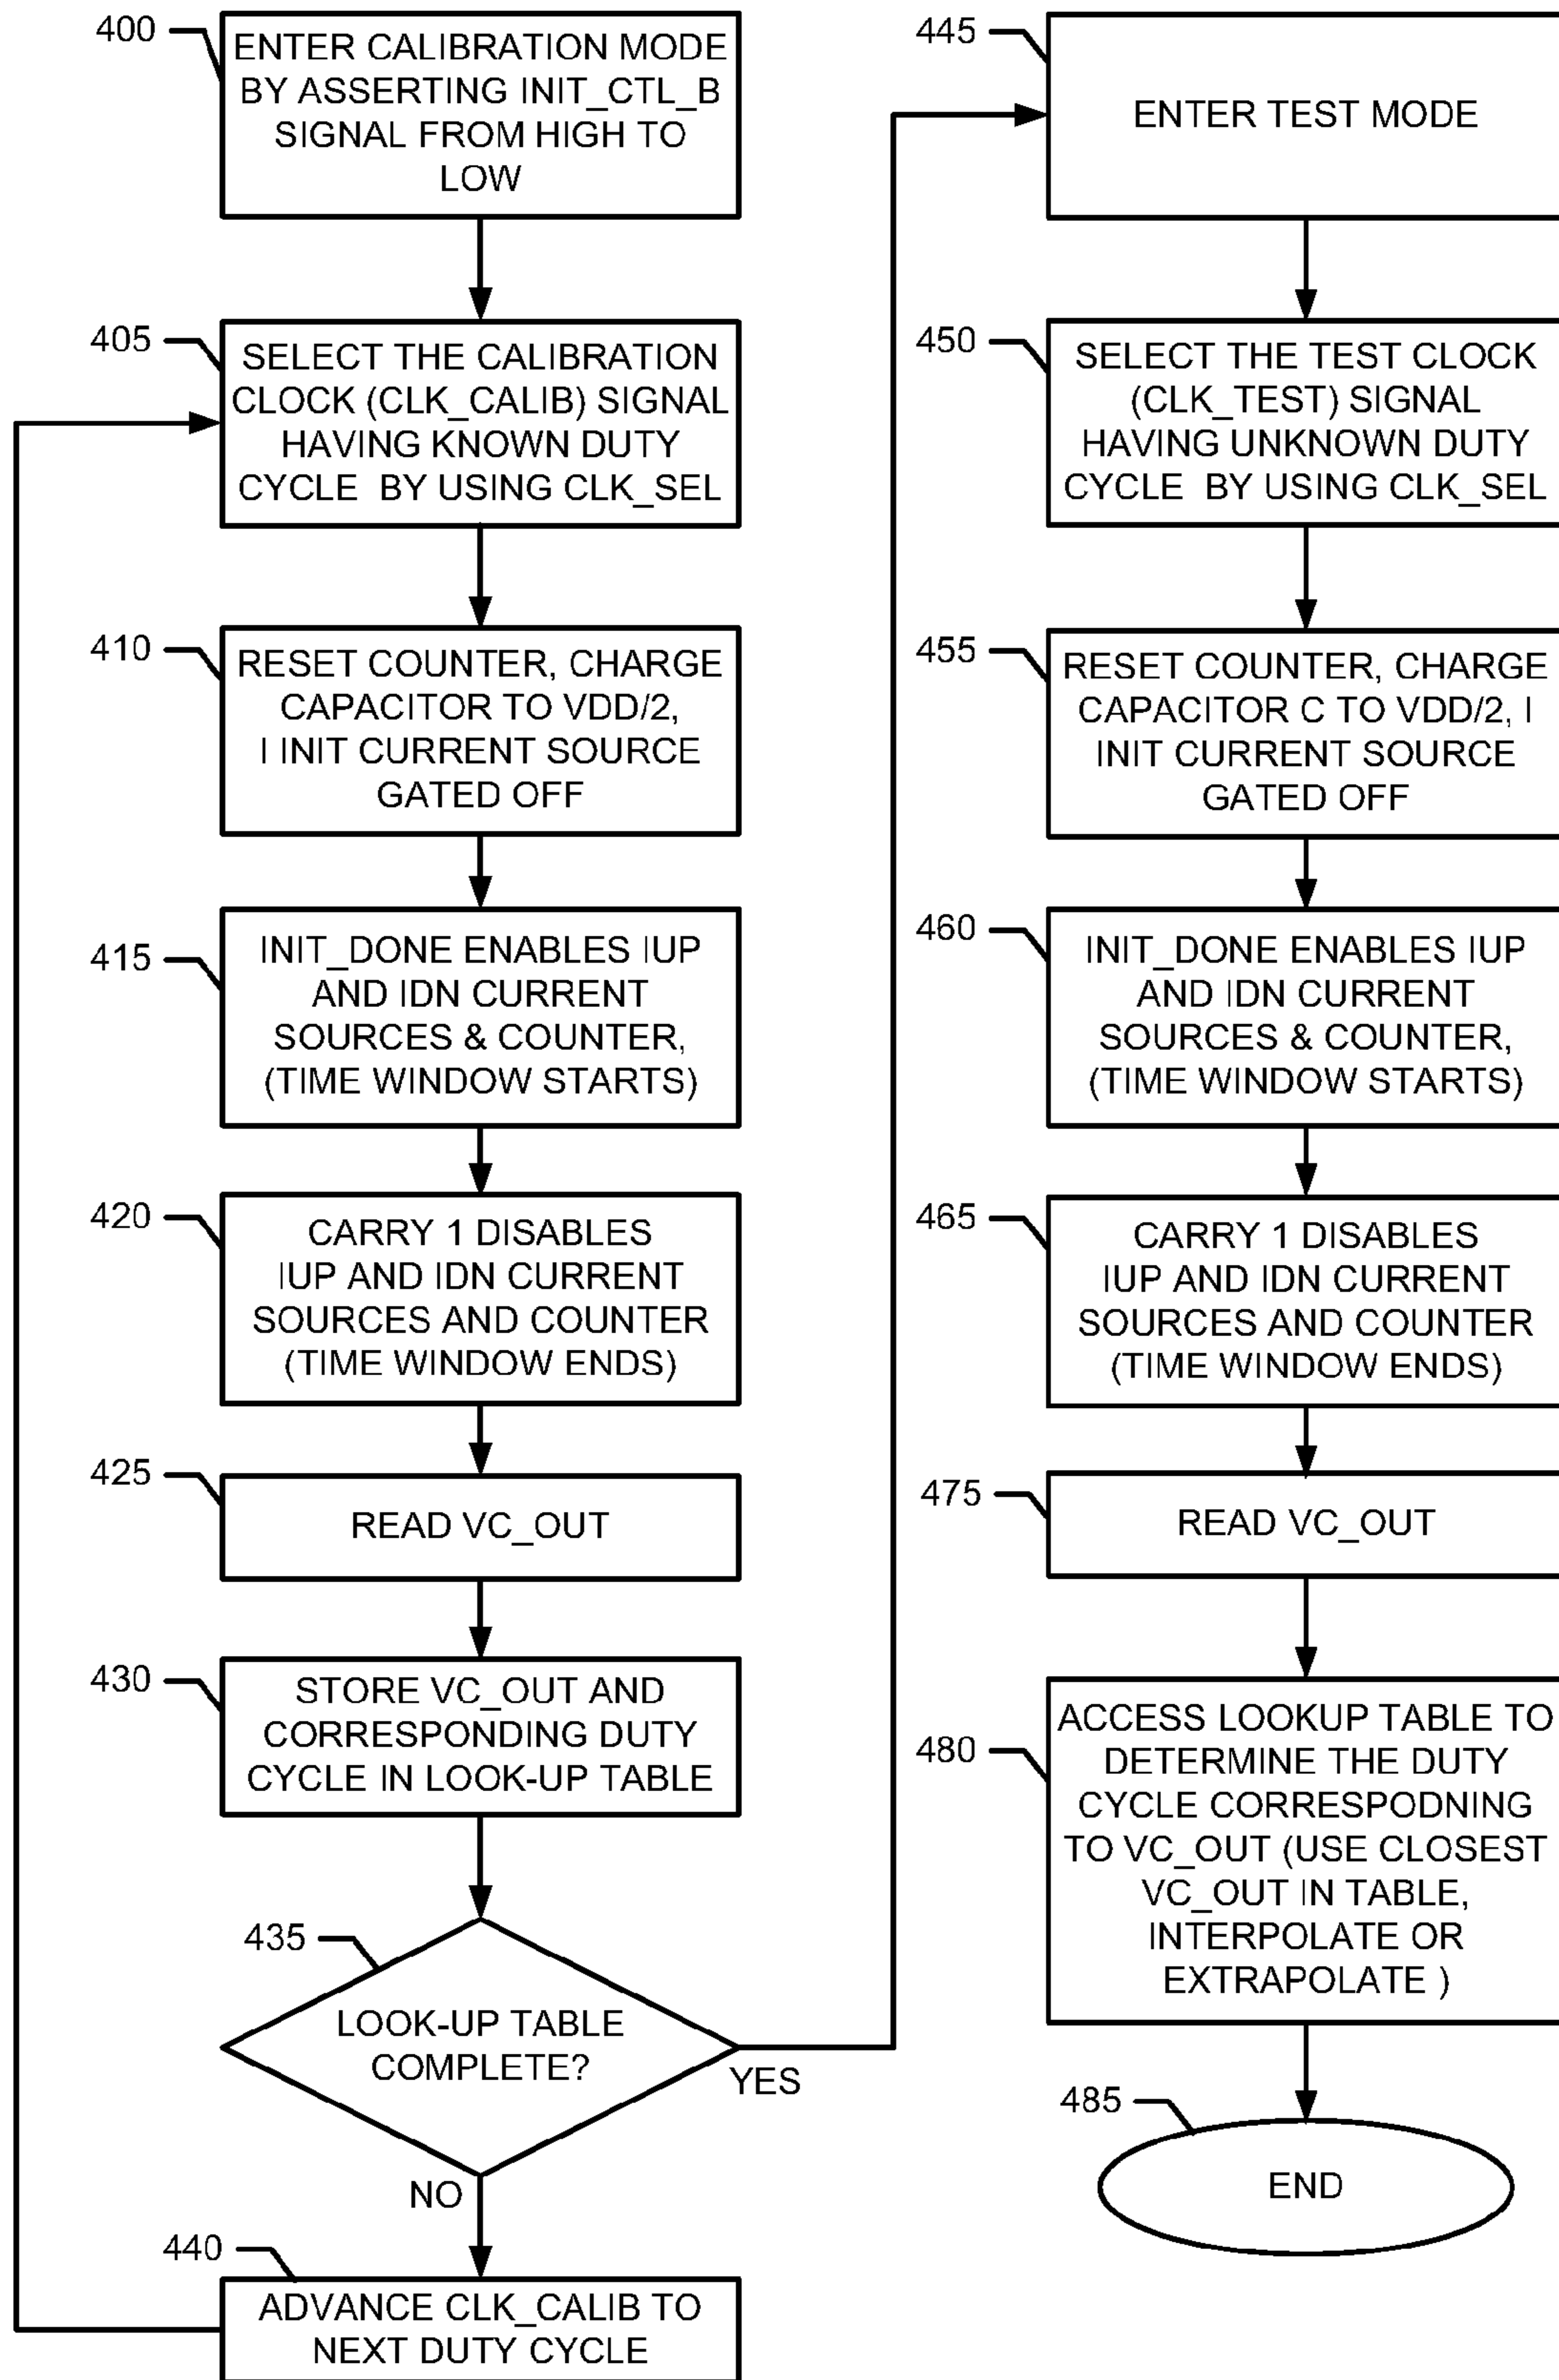 400
ENTER CALIBRATION MODE
BY ASSERTING INIT_CTL_B
SIGNAL FROM HIGH TO
LOW
405
SELECT THE CALIBRATION
CLOCK (CLK_CALIB) SIGNAL
HAVING KNOWN DUTY
CYCLE BY USING CLK_SEL
410
RESET COUNTER, CHARGE
CAPACITOR TO VDD/2,
I INIT CURRENT SOURCE
GATED OFF
415
INIT_DONE ENABLES IUP
AND IDN CURRENT
SOURCES & COUNTER,
(TIME WINDOW STARTS)
420
CARRY 1 DISABLES
IUP AND IDN CURRENT
SOURCES AND COUNTER
(TIME WINDOW ENDS)
425
READ VC_OUT
430
STORE VC_OUT AND
CORRESPONDING DUTY
CYCLE IN LOOK-UP TABLE
435
LOOK-UP TABLE
COMPLETE?
YES
NO
440
ADVANCE CLK_CALIB TO
NEXT DUTY CYCLE
445
ENTER TEST MODE
450
SELECT THE TEST CLOCK
(CLK_TEST) SIGNAL
HAVING UNKNOWN DUTY
CYCLE BY USING CLK_SEL
455
RESET COUNTER, CHARGE
CAPACITOR C TO VDD/2, I
INIT CURRENT SOURCE
GATED OFF
460
INIT_DONE ENABLES IUP
AND IDN CURRENT
SOURCES & COUNTER,
(TIME WINDOW STARTS)
465
CARRY 1 DISABLES
IUP AND IDN CURRENT
SOURCES AND COUNTER
(TIME WINDOW ENDS)
475
READ VC_OUT
480
ACCESS LOOKUP TABLE TO
DETERMINE THE DUTY
CYCLE CORRESPODNING
TO VC_OUT (USE CLOSEST
VC_OUT IN TABLE,
INTERPOLATE OR
EXTRAPOLATE )
485
END